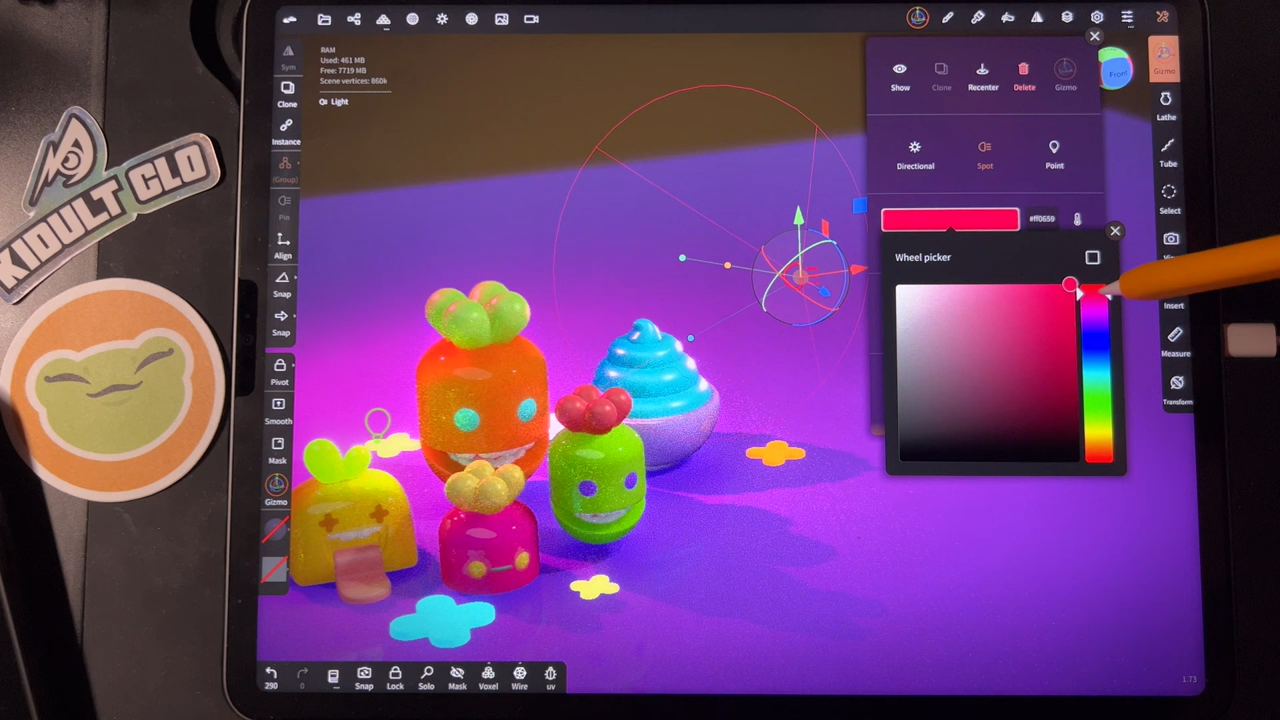 KIDULT CLO
RAM
Used: 461 MB
Free: 7719 MB
Scene vertices: 860k
Light
Sym
Clone
Instance
(Group)
Pin
Align
Snap
Snap
Pivot
Smooth
Mask
Gizmo
290
0
...
Snap
Lock
Solo
Mask
Voxel
Wire
uv
Show
Clone
Recenter
Delete
Gizmo
Directional
Spot
Point
#ff0659
Wheel picker
Front
Gizmo
Lathe
Tube
Select
Insert
Measure
Transform
1.73